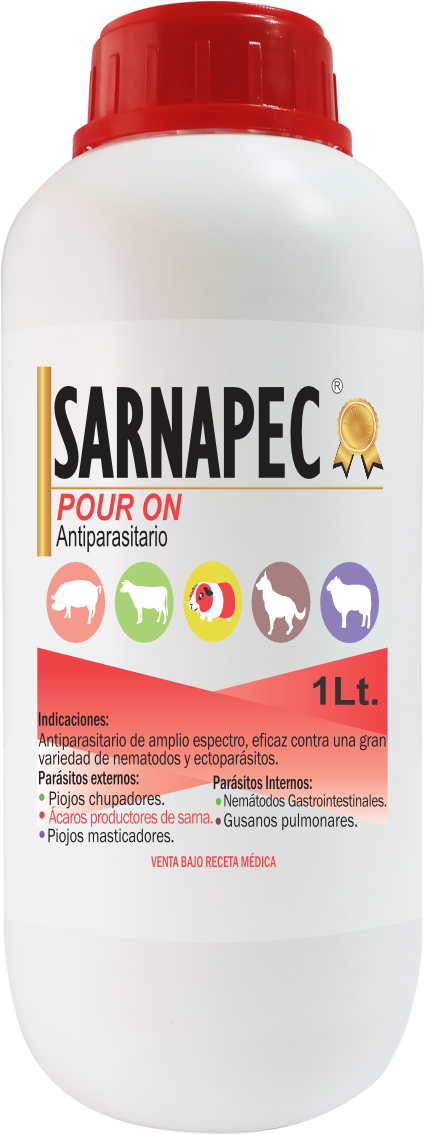 SARNAPEC ®
POUR ON
Antiparasitario
1Lt.
Indicaciones:
Antiparasitario de amplio espectro, eficaz contra una gran
variedad de nematodos y ectoparásitos.
Parásitos externos:
• Piojos chupadores.
• Ácaros productores de sarna.
• Piojos masticadores.
Parásitos Internos:
• Nemátodos Gastrointestinales.
• Gusanos pulmonares.
VENTA BAJO RECETA MÉDICA